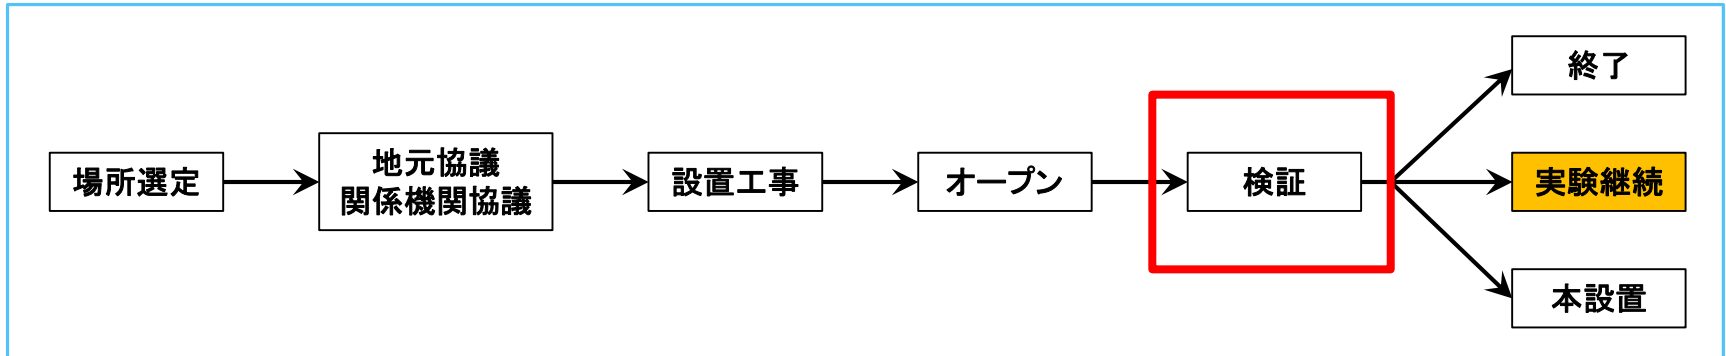 場所選定
地元協議
関係機関協議
設置工事
オープン
検証
終了
実験継続
本設置